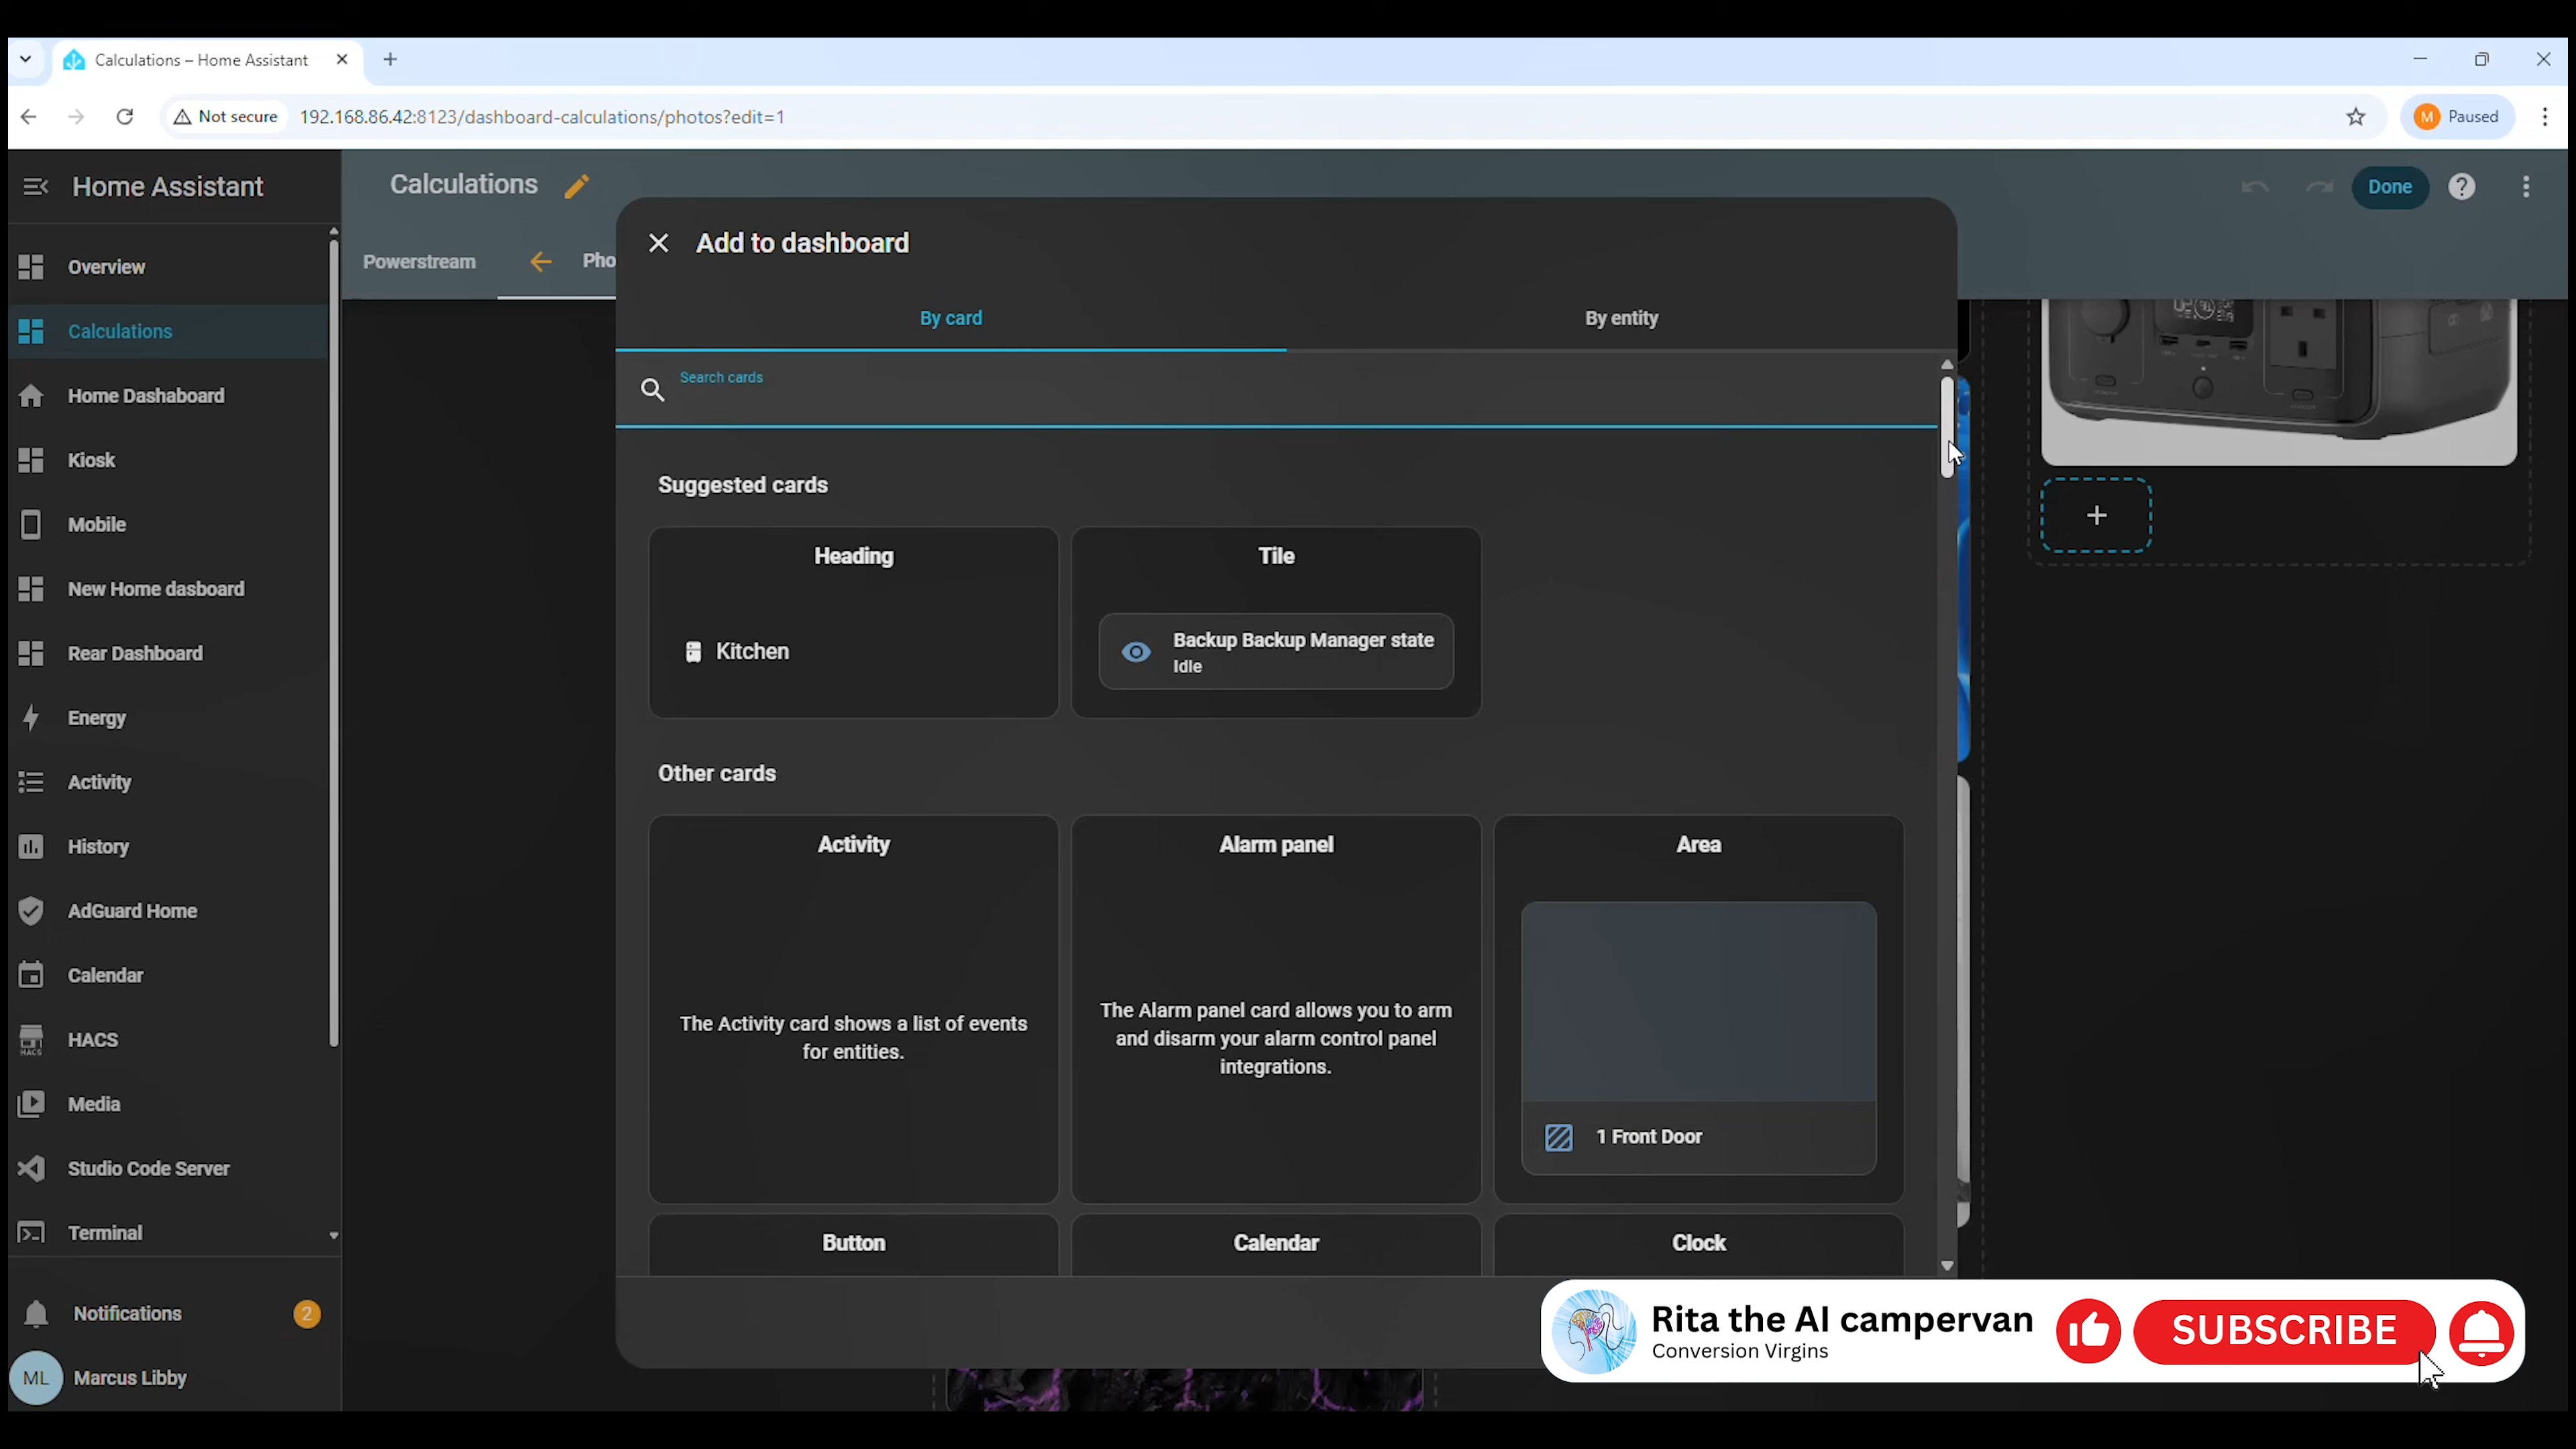 Calculations – Home Assistant
Not secure
192.168.86.42:8123/dashboard-calculations/photos?edit=1
M
Paused
Home Assistant
Calculations
Done
Powerstream
Pho
Overview
Calculations
Home Dashaboard
Kiosk
Mobile
New Home dasboard
Rear Dashboard
Energy
Activity
History
AdGuard Home
Calendar
HACS
HACS
Media
Studio Code Server
Terminal
Notifications
2
ML
Marcus Libby
Add to dashboard
By card
By entity
Search cards
Suggested cards
Heading
Kitchen
Tile
Backup Backup Manager state
Idle
Other cards
Activity
The Activity card shows a list of events
for entities.
Alarm panel
The Alarm panel card allows you to arm
and disarm your alarm control panel
integrations.
Area
1 Front Door
Button
Calendar
Clock
Rita the AI campervan
Conversion Virgins
SUBSCRIBE